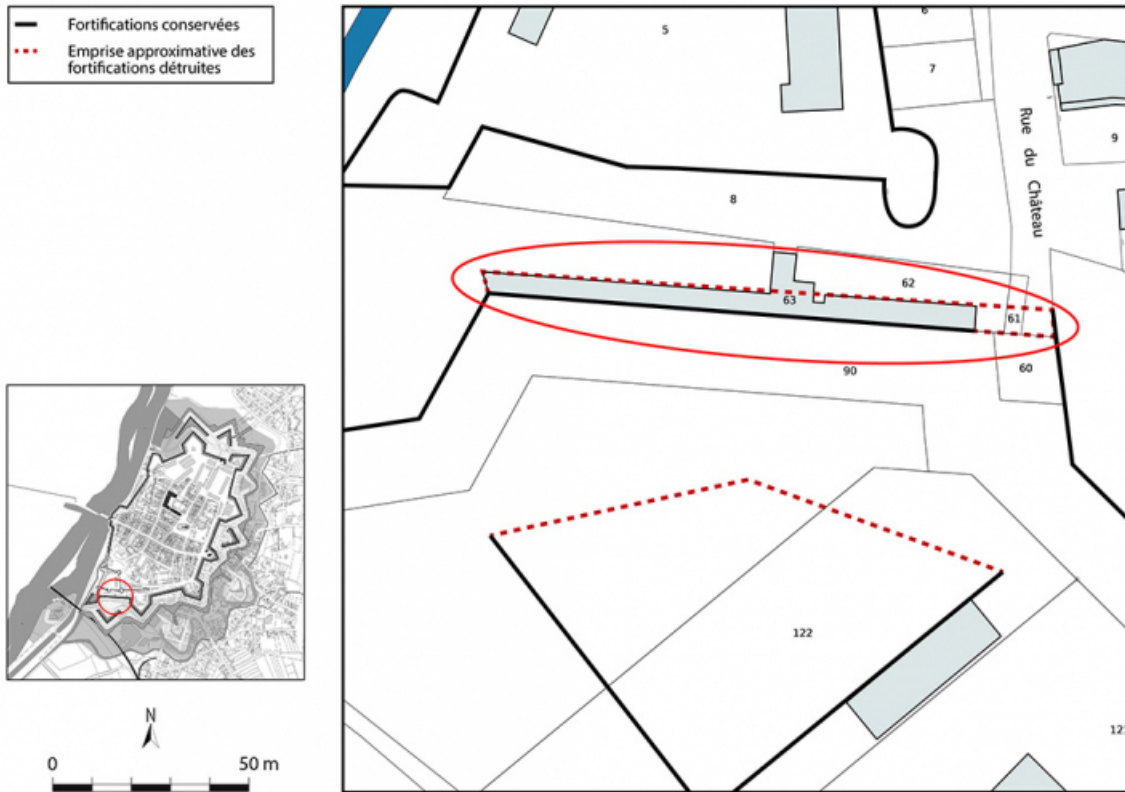 Fortifications conservées
Emprise approximative des
fortifications détruites
5
7
9
Rue du Château
8
62
63
61
90
60
122
N
0
50 m